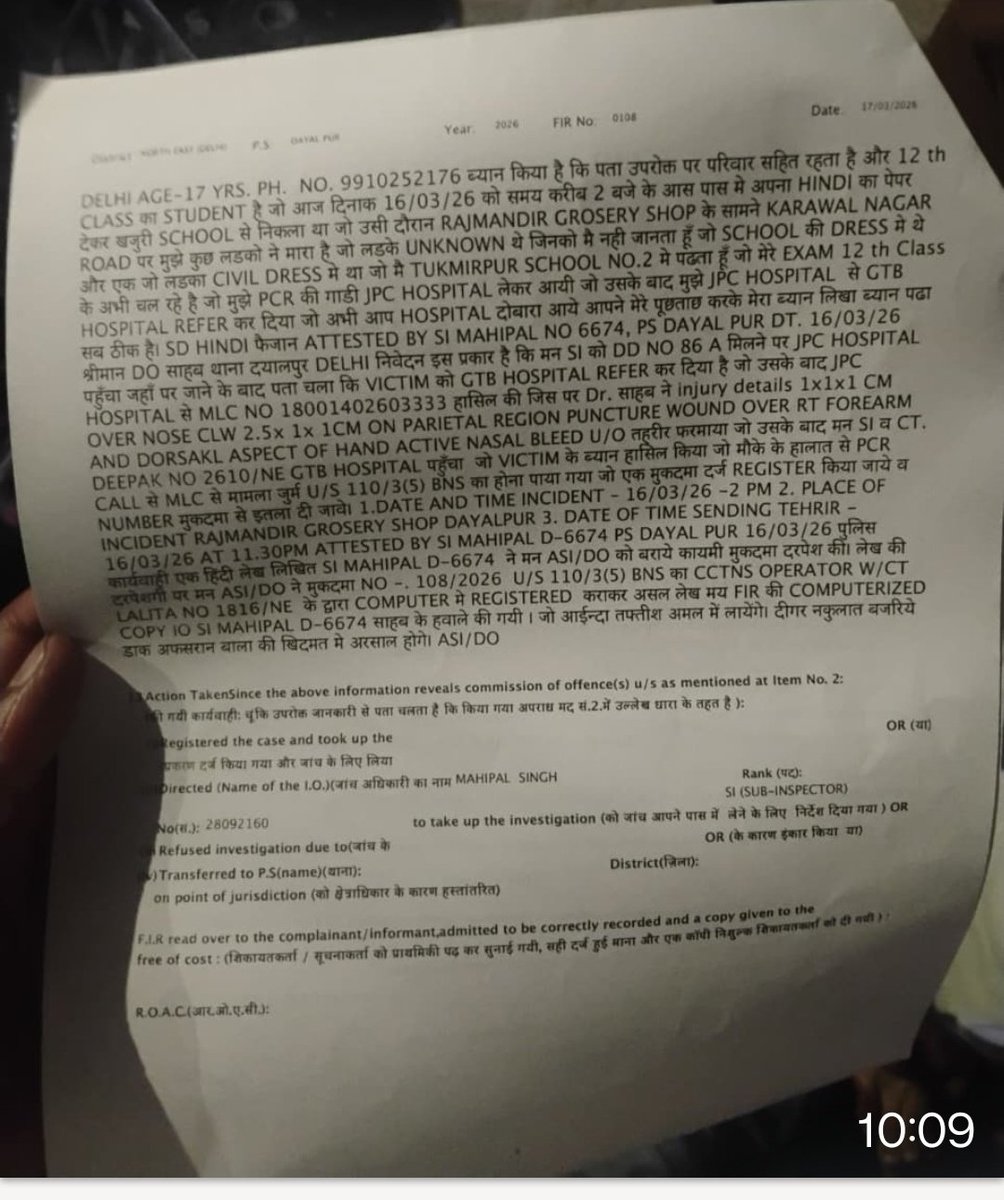 District NORTH EAST (DELHI) P.S. DAYAL PUR Year. 2026 FIR No. 0108 Date. 17/03/2026
DELHI AGE-17 YRS. PH. NO. 9910252176 ब्यान किया है कि पता उपरोक्त पर परिवार सहित रहता है और 12 th
CLASS का STUDENT है जो आज दिनाक 16/03/26 को समय करीब 2 बजे के आस पास मे अपना HINDI का पेपर
देकर खजुरी SCHOOL से निकला था जो उसी दौरान RAJMANDIR GROSERY SHOP के सामने KARAWAL NAGAR
ROAD पर मुझे कुछ लडको ने मारा है जो लडके UNKNOWN थे जिनको मै नही जानता हूँ जो SCHOOL की DRESS मे थे
और एक जो लडका CIVIL DRESS मे था जो मै TUKMIRPUR SCHOOL NO.2 मे पढता हूँ जो मेरे EXAM 12 th Class
के अभी चल रहे है जो मुझे PCR की गाडी JPC HOSPITAL लेकर आयी जो उसके बाद मुझे JPC HOSPITAL से GTB
HOSPITAL REFER कर दिया जो अभी आप HOSPITAL दोबारा आये आपने मेरे पूछताछ करके मेरा ब्यान लिखा ब्यान पढा
सब ठीक है। SD HINDI फैजान ATTESTED BY SI MAHIPAL NO 6674, PS DAYAL PUR DT. 16/03/26
श्रीमान DO साहब थाना दयालपुर DELHI निवेदन इस प्रकार है कि मन SI को DD NO 86 A मिलने पर JPC HOSPITAL
पहुँचा जहाँ पर जाने के बाद पता चला कि VICTIM को GTB HOSPITAL REFER कर दिया है जो उसके बाद JPC
HOSPITAL से MLC NO 18001402603333 हासिल की जिस पर Dr. साहब ने injury details 1x1x1 CM
OVER NOSE CLW 2.5x 1x 1CM ON PARIETAL REGION PUNCTURE WOUND OVER RT FOREARM
AND DORSAKL ASPECT OF HAND ACTIVE NASAL BLEED U/O तहरीर फरमाया जो उसके बाद मन SI व CT.
DEEPAK NO 2610/NE GTB HOSPITAL पहुँचा जो VICTIM के ब्यान हासिल किया जो मौके के हालात से PCR
CALL से MLC से मामला जुर्म U/S 110/3(5) BNS का होना पाया गया जो एक मुकदमा दर्ज REGISTER किया जाये व
NUMBER मुकदमा से इतला दी जावे। 1.DATE AND TIME INCIDENT - 16/03/26 -2 PM 2. PLACE OF
INCIDENT RAJMANDIR GROSERY SHOP DAYALPUR 3. DATE OF TIME SENDING TEHRIR -
16/03/26 AT 11.30PM ATTESTED BY SI MAHIPAL D-6674 PS DAYAL PUR 16/03/26 पुलिस
कार्यवाही एक हिंदी लेख लिखित SI MAHIPAL D-6674 ने मन ASI/DO को बराये कायमी मुकदमा दरपेश की। लेख की
दरपेशगी पर मन ASI/DO ने मुकदमा NO -. 108/2026 U/S 110/3(5) BNS का CCTNS OPERATOR W/CT
LALITA NO 1816/NE के द्वारा COMPUTER मे REGISTERED कराकर असल लेख मय FIR की COMPUTERIZED
COPY IO SI MAHIPAL D-6674 साहब के हवाले की गयी । जो आईन्दा तफ्तीश अमल में लायेंगे। दीगर नकुलात बजरिये
डाक अफसरान बाला की खिदमत मे अरसाल होगे। ASI/DO
Action TakenSince the above information reveals commission of offence(s) u/s as mentioned at Item No. 2:
की गयी कार्यवाही: चूंकि उपरोक्त जानकारी से पता चलता है कि किया गया अपराध मद सं.2.में उल्लेख धारा के तहत है ):
Registered the case and took up the OR (या)
प्रकरण दर्ज किया गया और जांच के लिए लिया
Directed (Name of the I.O.)(जांच अधिकारी का नाम MAHIPAL SINGH Rank (पद):
SI (SUB-INSPECTOR)
No(सं.): 28092160 to take up the investigation (को जांच आपने पास में लेने के लिए निर्देश दिया गया ) OR
Refused investigation due to(जांच के OR (के कारण इंकार किया या)
Transferred to P.S(name)(थाना): District(ज़िला):
on point of jurisdiction (को क्षेत्राधिकार के कारण हस्तांतरित)
F.I.R read over to the complainant/informant,admitted to be correctly recorded and a copy given to the
free of cost : (शिकायतकर्ता / सूचनाकर्ता को प्राथमिकी पढ़ कर सुनाई गयी, सही दर्ज हुई माना और एक कॉपी निशुल्क शिकायतकर्ता को दी गयी ) :
R.O.A.C.(आर.ओ.ए.सी.):
10:09